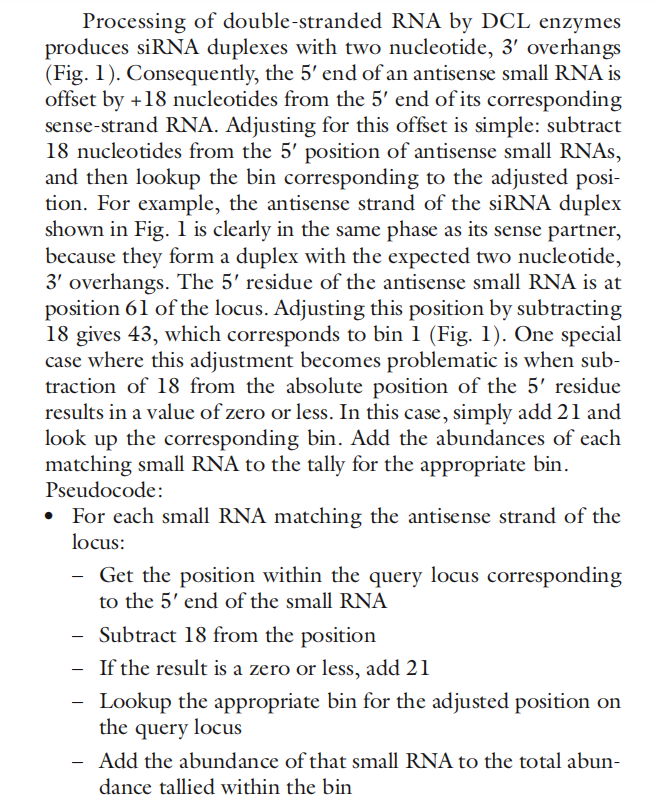 Processing of double-stranded RNA by DCL enzymes
produces siRNA duplexes with two nucleotide, 3′ overhangs
(Fig. 1). Consequently, the 5′ end of an antisense small RNA is
offset by +18 nucleotides from the 5′ end of its corresponding
sense-strand RNA. Adjusting for this offset is simple: subtract
18 nucleotides from the 5′ position of antisense small RNAs,
and then lookup the bin corresponding to the adjusted posi-
tion. For example, the antisense strand of the siRNA duplex
shown in Fig. 1 is clearly in the same phase as its sense partner,
because they form a duplex with the expected two nucleotide,
3′ overhangs. The 5′ residue of the antisense small RNA is at
position 61 of the locus. Adjusting this position by subtracting
18 gives 43, which corresponds to bin 1 (Fig. 1). One special
case where this adjustment becomes problematic is when sub-
traction of 18 from the absolute position of the 5′ residue
results in a value of zero or less. In this case, simply add 21 and
look up the corresponding bin. Add the abundances of each
matching small RNA to the tally for the appropriate bin.
Pseudocode:
• For each small RNA matching the antisense strand of the
locus:
– Get the position within the query locus corresponding
to the 5′ end of the small RNA
– Subtract 18 from the position
– If the result is a zero or less, add 21
– Lookup the appropriate bin for the adjusted position on
the query locus
– Add the abundance of that small RNA to the total abun-
dance tallied within the bin